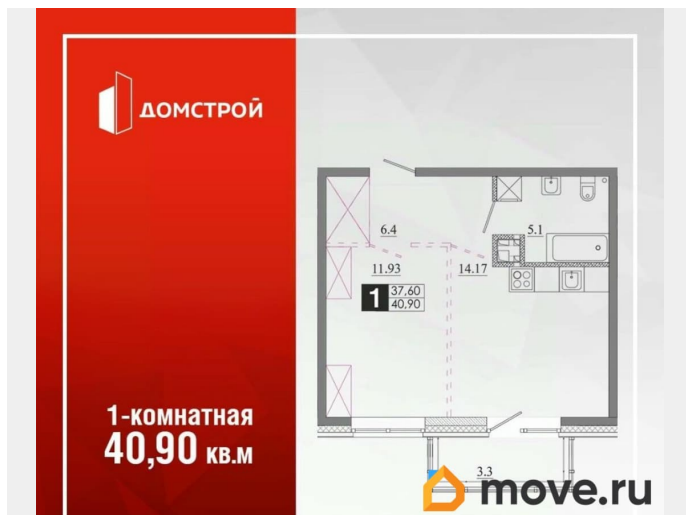 ДОМСТРОЙ
6.4
5.1
11.93
14.17
1
37,60
40,90
1-комнатная
40,90 кв.м
3.3
move.ru